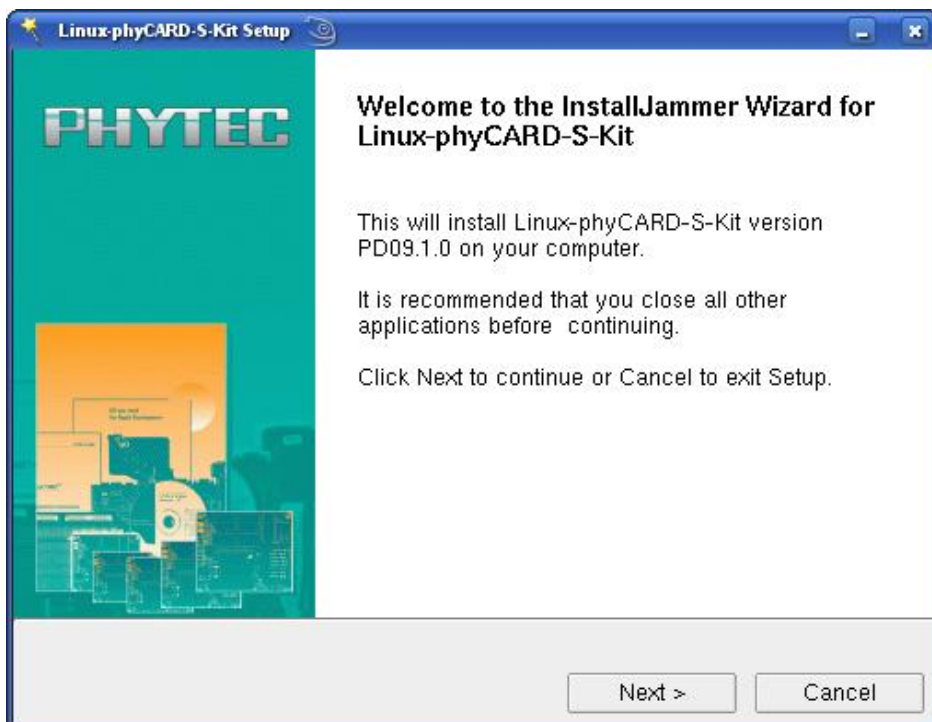 Linux-phyCARD-S-Kit Setup
PHYTEC
Welcome to the InstallJammer Wizard for
Linux-phyCARD-S-Kit
This will install Linux-phyCARD-S-Kit version
PD09.1.0 on your computer.
It is recommended that you close all other
applications before  continuing.
Click Next to continue or Cancel to exit Setup.
Next >
Cancel